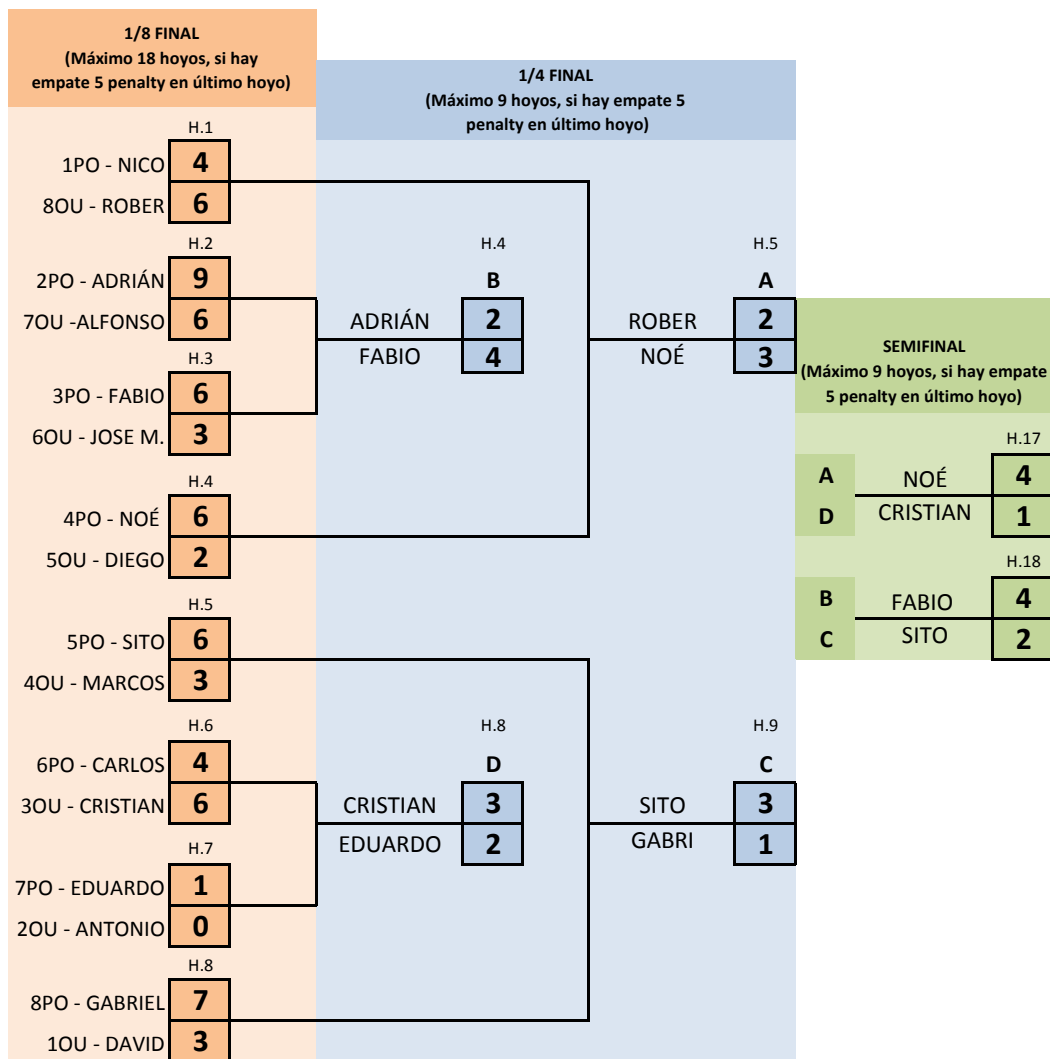 1/8 FINAL
(Máximo 18 hoyos, si hay
empate 5 penalty en último hoyo)
H.1
1PO - NICO 4
8OU - ROBER 6
H.2
2PO - ADRIÁN 9
7OU -ALFONSO 6
H.3
3PO - FABIO 6
6OU - JOSE M. 3
H.4
4PO - NOÉ 6
5OU - DIEGO 2
H.5
5PO - SITO 6
4OU - MARCOS 3
H.6
6PO - CARLOS 4
3OU - CRISTIAN 6
H.7
7PO - EDUARDO 1
2OU - ANTONIO 0
H.8
8PO - GABRIEL 7
1OU - DAVID 3
1/4 FINAL
(Máximo 9 hoyos, si hay empate 5
penalty en último hoyo)
H.4
B
ADRIÁN 2
FABIO 4
H.5
A
ROBER 2
NOÉ 3
H.8
D
CRISTIAN 3
EDUARDO 2
H.9
C
SITO 3
GABRI 1
SEMIFINAL
(Máximo 9 hoyos, si hay empate
5 penalty en último hoyo)
H.17
A NOÉ 4
D CRISTIAN 1
H.18
B FABIO 4
C SITO 2